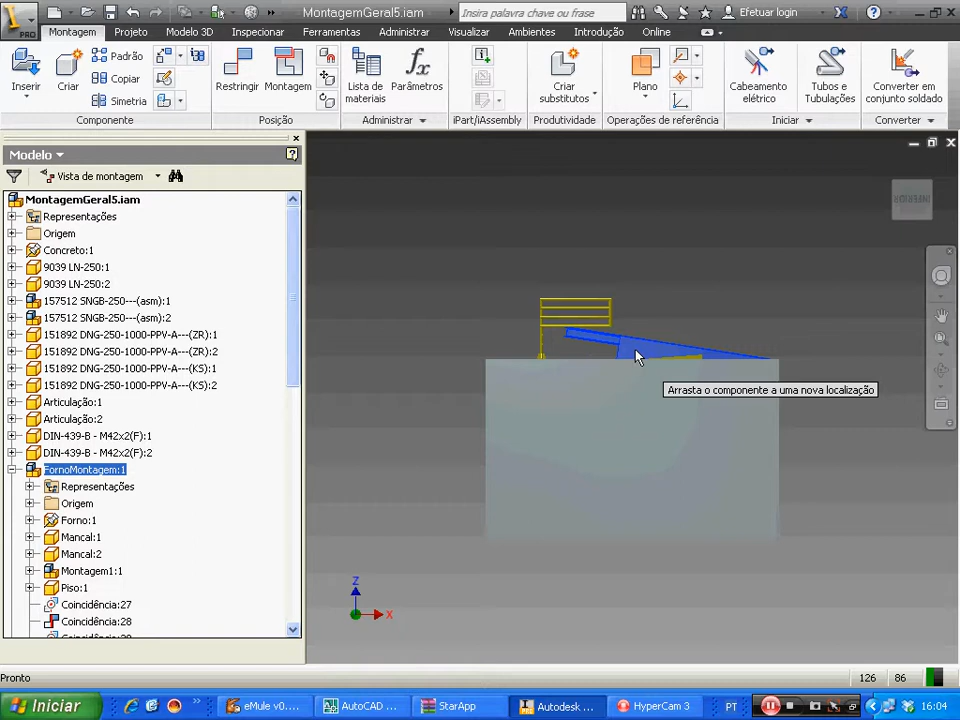 MontagemGeral5.iam
Insira palavra chave ou frase
Efetuar login
PRO
Montagem
Projeto
Modelo 3D
Inspecionar
Ferramentas
Administrar
Visualizar
Ambientes
Introdução
Online
Inserir
Criar
Padrão
Copiar
Simetria
Restringir
Montagem
Lista de materiais
fx
Parâmetros
Criar substitutos
Plano
Cabeamento elétrico
Tubos e Tubulações
Converter em conjunto soldado
Componente
Posição
Administrar
iPart/iAssembly
Produtividade
Operações de referência
Iniciar
Converter
Modelo
Vista de montagem
MontagemGeral5.iam
Representações
Origem
Concreto:1
9039 LN-250:1
9039 LN-250:2
157512 SNGB-250---(asm):1
157512 SNGB-250---(asm):2
151892 DNG-250-1000-PPV-A---(ZR):1
151892 DNG-250-1000-PPV-A---(ZR):2
151892 DNG-250-1000-PPV-A---(KS):1
151892 DNG-250-1000-PPV-A---(KS):2
Articulação:1
Articulação:2
DIN-439-B - M42x2(F):1
DIN-439-B - M42x2(F):2
FornoMontagem:1
Representações
Origem
Forno:1
Mancal:1
Mancal:2
Montagem1:1
Piso:1
Coincidência:27
Coincidência:28
INFERIOR
Arrasta o componente a uma nova localização
Z
X
Pronto
126
86
Iniciar
eMule v0....
AutoCAD ...
StarApp
Autodesk ...
HyperCam 3
PT
16:04